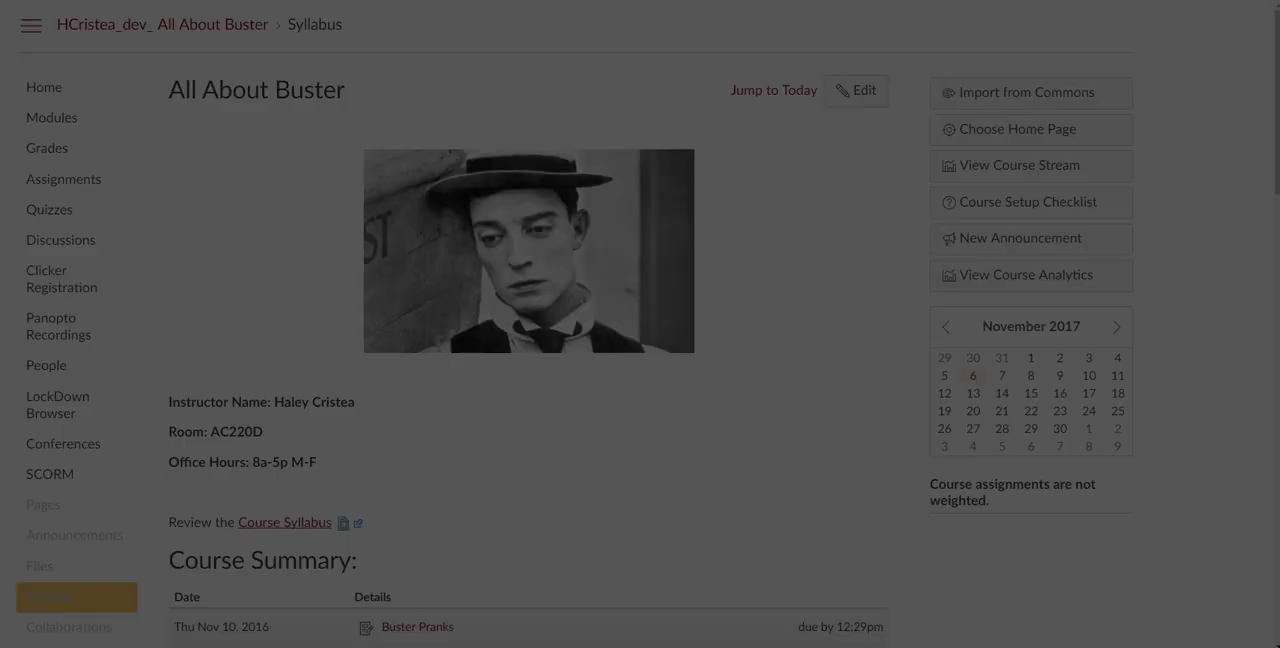 HCristea_dev_ All About Buster › Syllabus
Home
Modules
Grades
Assignments
Quizzes
Discussions
Clicker
Registration
Panopto
Recordings
People
LockDown
Browser
Conferences
SCORM
Pages
Announcements
Files
Collaborations
All About Buster
Jump to Today
Edit
ST
Instructor Name: Haley Cristea
Room: AC220D
Office Hours: 8a-5p M-F
Review the Course Syllabus
Course Summary:
Date Details
Thu Nov 10, 2016 Buster Pranks due by 12:29pm
Import from Commons
Choose Home Page
View Course Stream
Course Setup Checklist
New Announcement
View Course Analytics
November 2017
29 30 31 1 2 3 4
5 6 7 8 9 10 11
12 13 14 15 16 17 18
19 20 21 22 23 24 25
26 27 28 29 30 1 2
3 4 5 6 7 8 9
Course assignments are not
weighted.